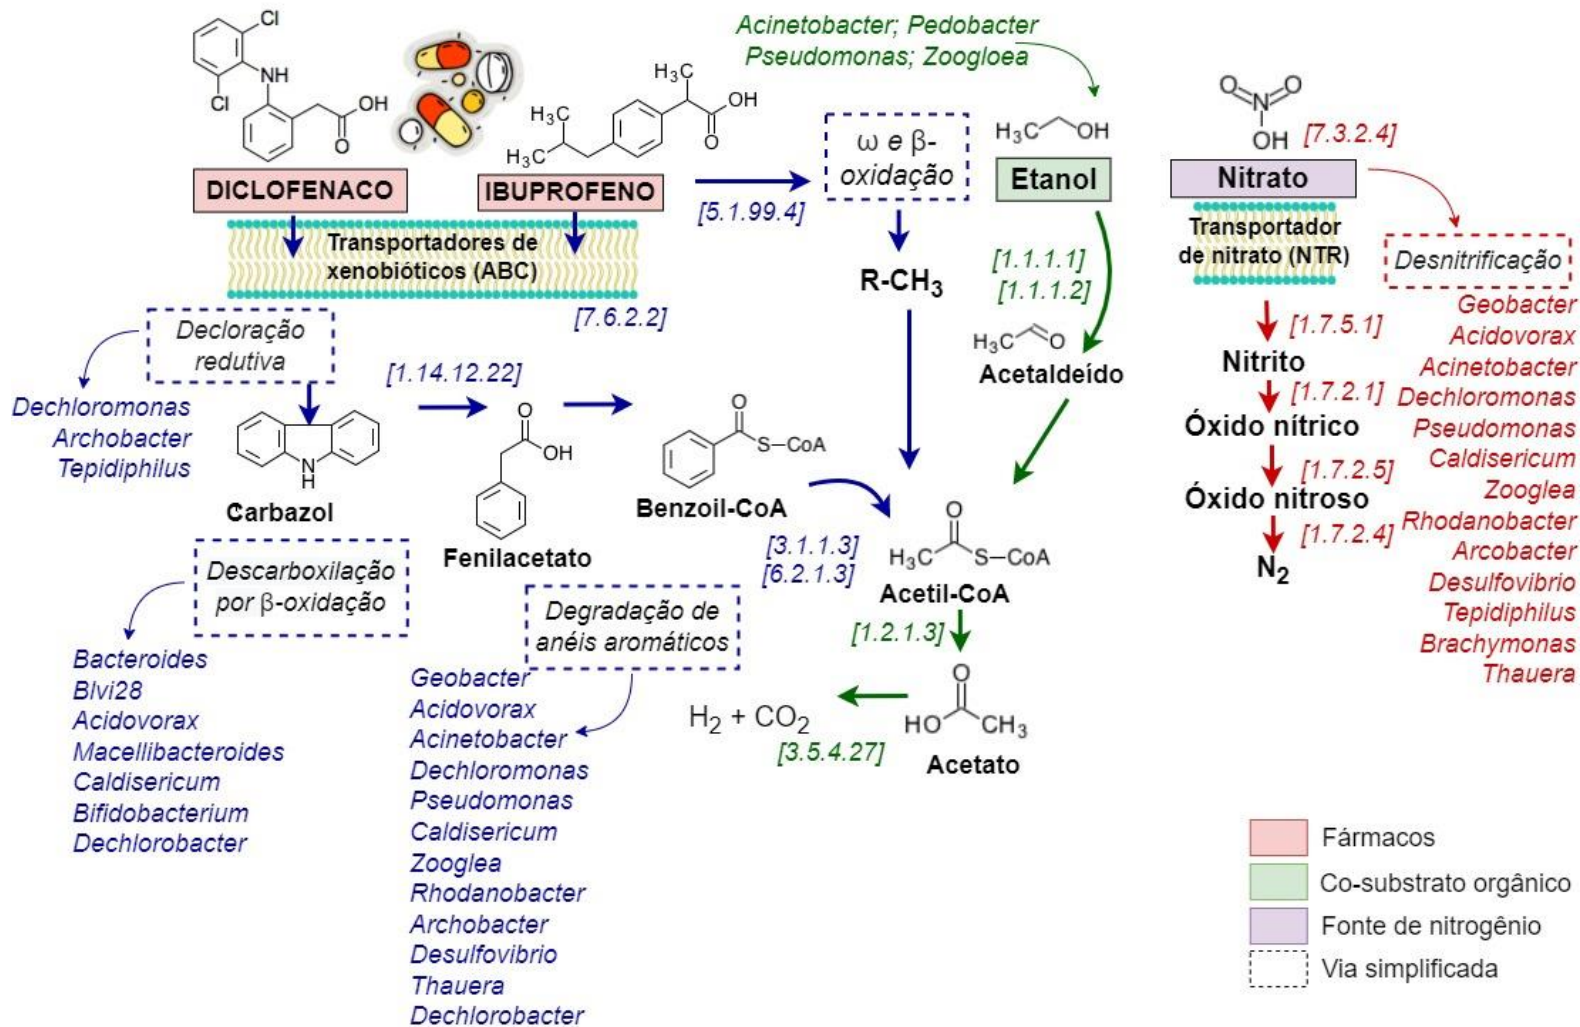 Acinetobacter; Pedobacter
Pseudomonas; Zoogloea
Cl
NH
Cl
OH
O
DICLOFENACO
CH3
H3C
OH
O
H3C
IBUPROFENO
Transportadores de
xenobióticos (ABC)
[7.6.2.2]
[5.1.99.4]
ω e β-
oxidação
R-CH3
H3C
OH
Etanol
[1.1.1.1]
[1.1.1.2]
H3C
O
Acetaldeído
O
N
O
OH
[7.3.2.4]
Nitrato
Transportador
de nitrato (NTR)
[1.7.5.1]
Nitrito
[1.7.2.1]
Óxido nítrico
[1.7.2.5]
Óxido nitroso
[1.7.2.4]
N2
Desnitrificação
Geobacter
Acidovorax
Acinetobacter
Dechloromonas
Pseudomonas
Caldisericum
Zooglea
Rhodanobacter
Arcobacter
Desulfovibrio
Tepidiphilus
Brachymonas
Thauera
Decloração
redutiva
Dechloromonas
Archobacter
Tepidiphilus
N
H
Carbazol
[1.14.12.22]
O
OH
Fenilacetato
O
S−CoA
Benzoil-CoA
[3.1.1.3]
[6.2.1.3]
O
H3C
S−CoA
Acetil-CoA
[1.2.1.3]
O
HO
CH3
Acetato
[3.5.4.27]
H2 + CO2
Descarboxilação
por β-oxidação
Bacteroides
Blvi28
Acidovorax
Macellibacteroides
Caldisericum
Bifidobacterium
Dechlorobacter
Degradação de
anéis aromáticos
Geobacter
Acidovorax
Acinetobacter
Dechloromonas
Pseudomonas
Caldisericum
Zooglea
Rhodanobacter
Archobacter
Desulfovibrio
Thauera
Dechlorobacter
Fármacos
Co-substrato orgânico
Fonte de nitrogênio
Via simplificada